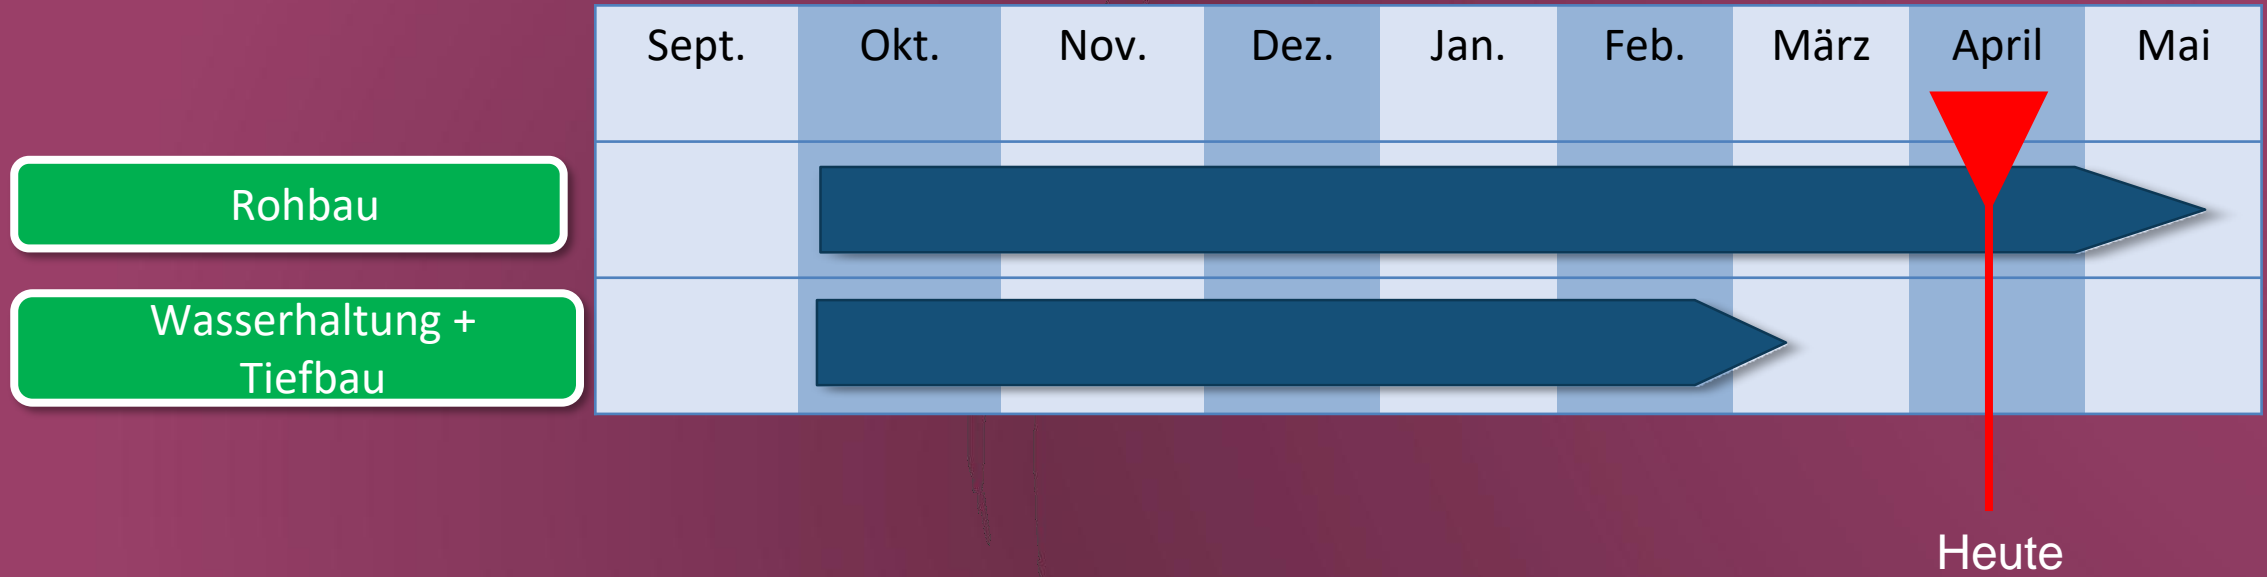 Sept. Okt. Nov. Dez. Jan. Feb. März April Mai
Rohbau
Wasserhaltung +
Tiefbau
Heute